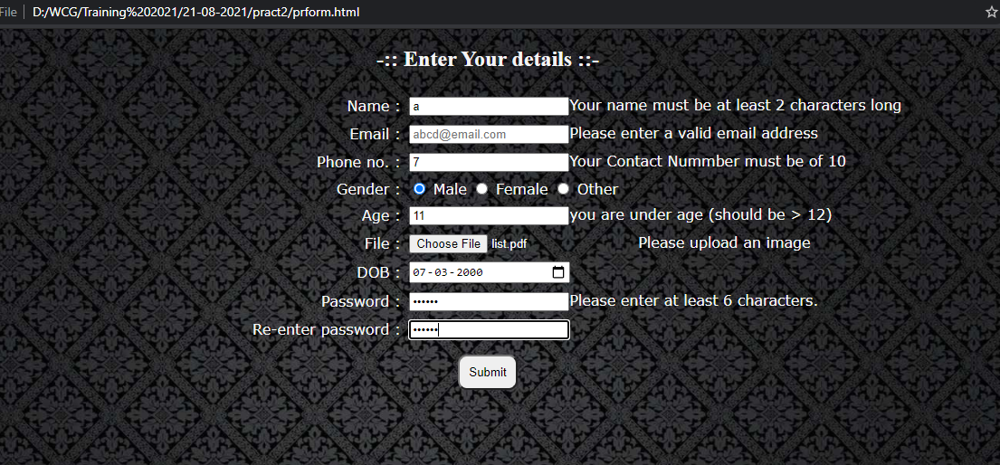 File D:/WCG/Training%202021/21-08-2021/pract2/prform.html
-:: Enter Your details ::-
Name : a Your name must be at least 2 characters long
Email : abcd@email.com Please enter a valid email address
Phone no. : 7 Your Contact Nummber must be of 10
Gender : Male Female Other
Age : 11 you are under age (should be > 12)
File : Choose File list.pdf Please upload an image
DOB : 07-03-2000
Password : •••••• Please enter at least 6 characters.
Re-enter password : ••••••
Submit